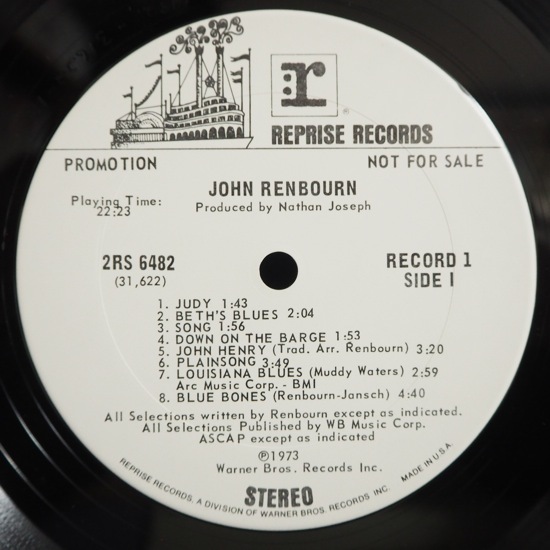 r
REPRISE RECORDS
PROMOTION NOT FOR SALE
JOHN RENBOURN
Produced by Nathan Joseph
Playing Time:
22:23
2RS 6482
(31,622)
RECORD 1
SIDE I
1. JUDY 1:43
2. BETH'S BLUES 2:04
3. SONG 1:56
4. DOWN ON THE BARGE 1:53
5. JOHN HENRY (Trad. Arr. Renbourn) 3:20
6. PLAINSONG 3:49
7. LOUISIANA BLUES (Muddy Waters) 2:59
Arc Music Corp. - BMI
8. BLUE BONES (Renbourn-Jansch) 4:40
All Selections written by Renbourn except as indicated.
All Selections Published by WB Music Corp.
ASCAP except as indicated
℗1973
Warner Bros. Records Inc.
STEREO
REPRISE RECORDS, A DIVISION OF WARNER BROS. RECORDS INC. MADE IN U.S.A.